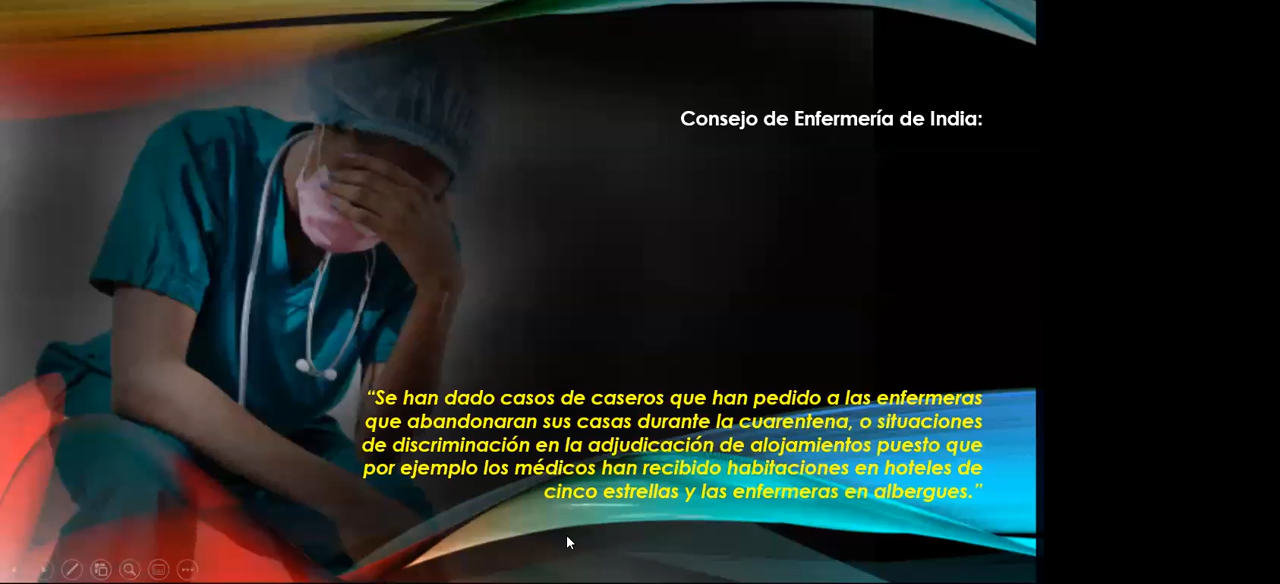 Consejo de Enfermería de India:
“Se han dado casos de caseros que han pedido a las enfermeras
que abandonaran sus casas durante la cuarentena, o situaciones
de discriminación en la adjudicación de alojamientos puesto que
por ejemplo los médicos han recibido habitaciones en hoteles de
cinco estrellas y las enfermeras en albergues.”